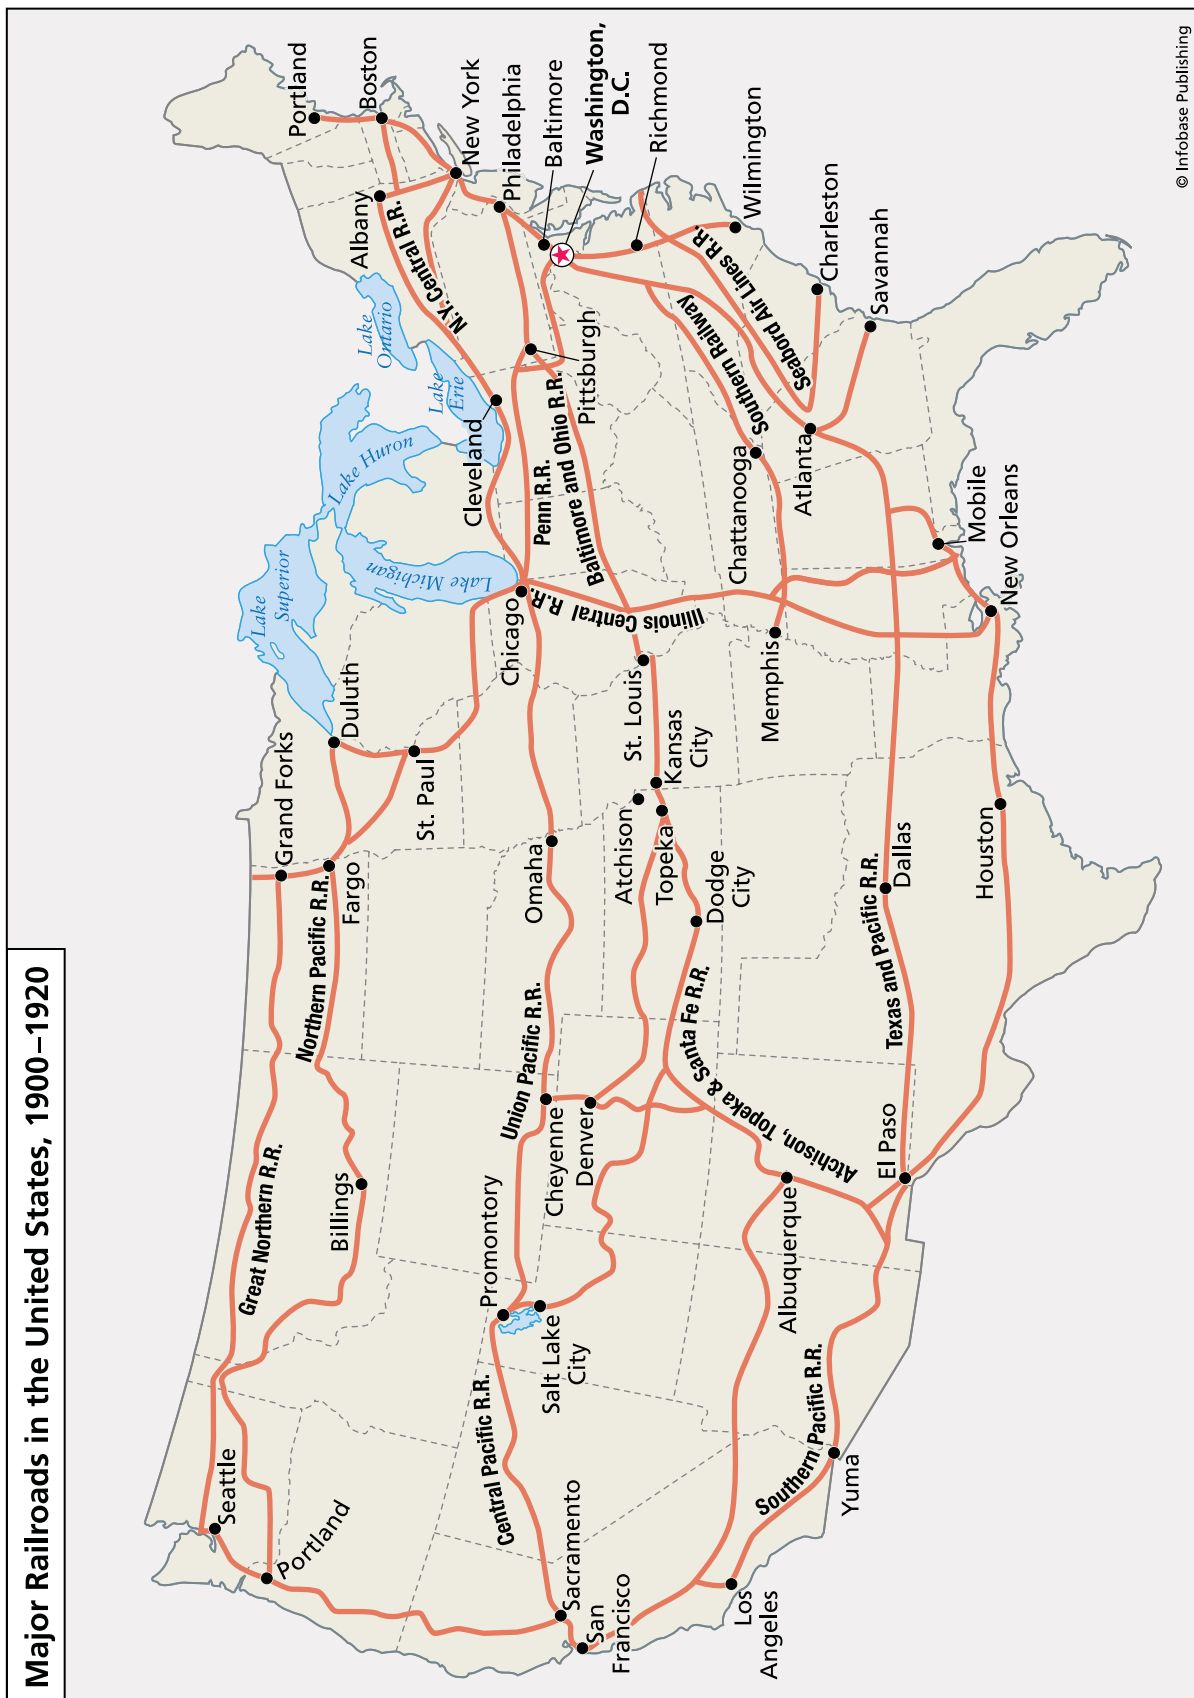 Major Railroads in the United States, 1900–1920
Seattle
Portland
Great Northern R.R.
Billings
Northern Pacific R.R.
Grand Forks
Fargo
Duluth
St. Paul
Lake
Superior
Lake Michigan
Lake Huron
Lake
Erie
Lake
Ontario
Portland
Boston
Albany
N.Y. Central R.R.
New York
Philadelphia
Baltimore
Washington,
D.C.
Richmond
Wilmington
Charleston
Savannah
Cleveland
Pittsburgh
Penn R.R.
Baltimore and Ohio R.R.
Southern Railway
Seabord Air Lines R.R.
Chicago
Illinois Central R.R.
Central Pacific R.R.
Sacramento
San
Francisco
Promontory
Salt Lake
City
Union Pacific R.R.
Cheyenne
Denver
Omaha
Atchison
Topeka
Kansas
City
St. Louis
Dodge
City
Atchison, Topeka & Santa Fe R.R.
Albuquerque
Los
Angeles
Yuma
Southern Pacific R.R.
El Paso
Texas and Pacific R.R.
Dallas
Houston
Memphis
Chattanooga
Atlanta
Mobile
New Orleans
© Infobase Publishing